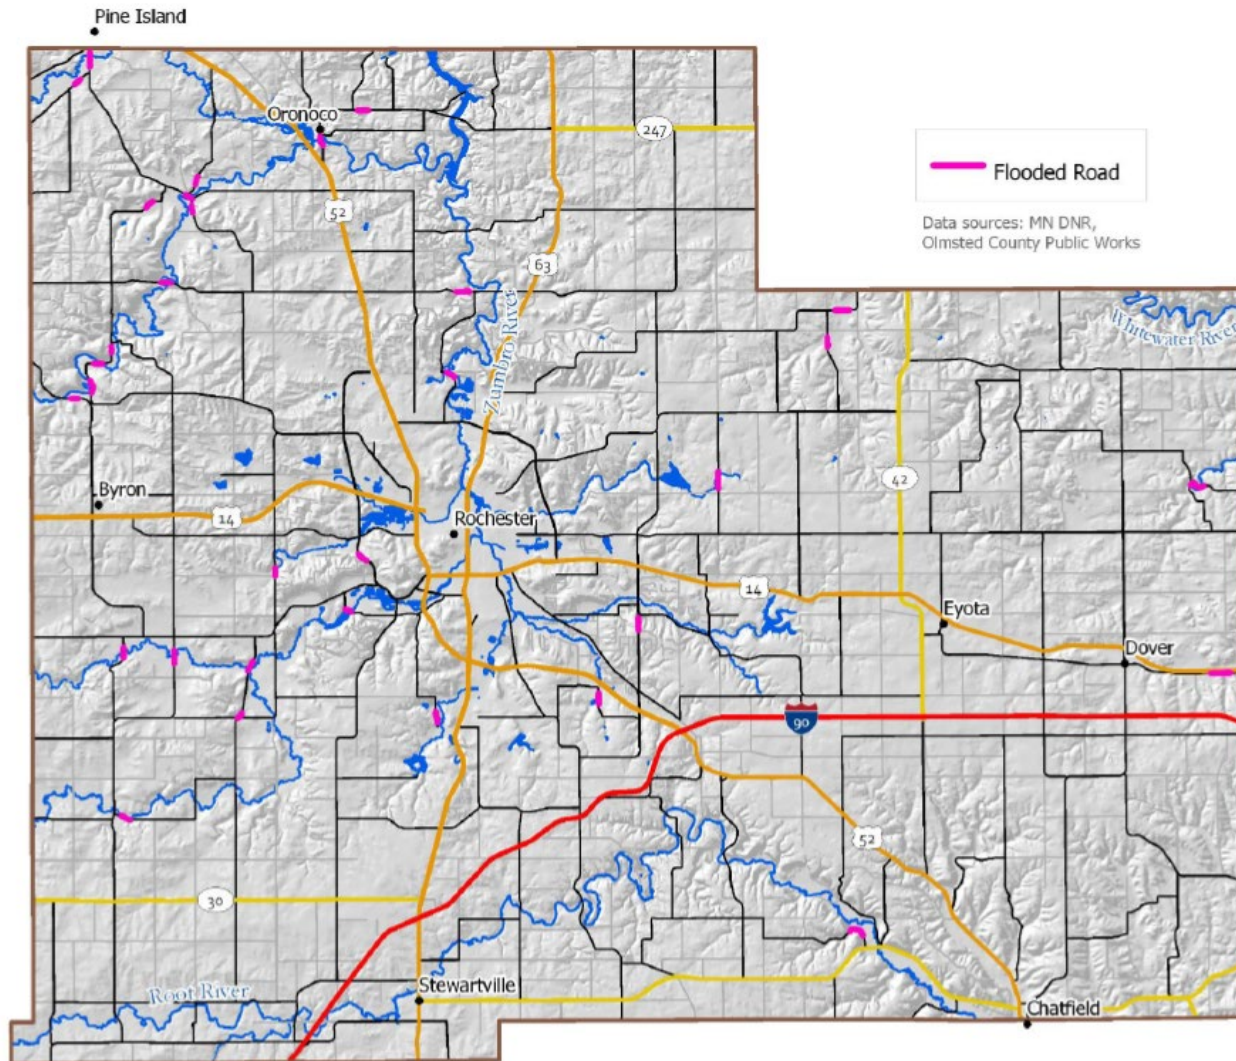 Pine Island
Oronoco
247
Flooded Road
Data sources: MN DNR,
Olmsted County Public Works
52
63
Zumbro River
Whitewater River
Byron
14
Rochester
42
14
Eyota
Dover
90
52
30
Root River
Stewartville
Chatfield